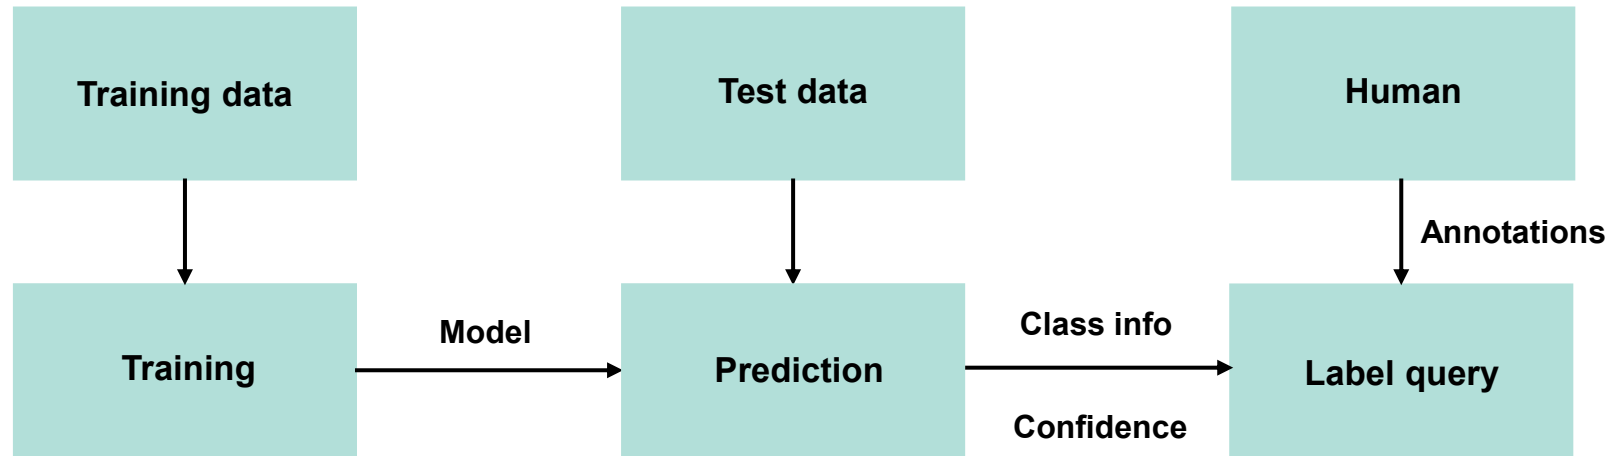 Training data
Test data
Human
Annotations
Training
Model
Prediction
Class info
Confidence
Label query